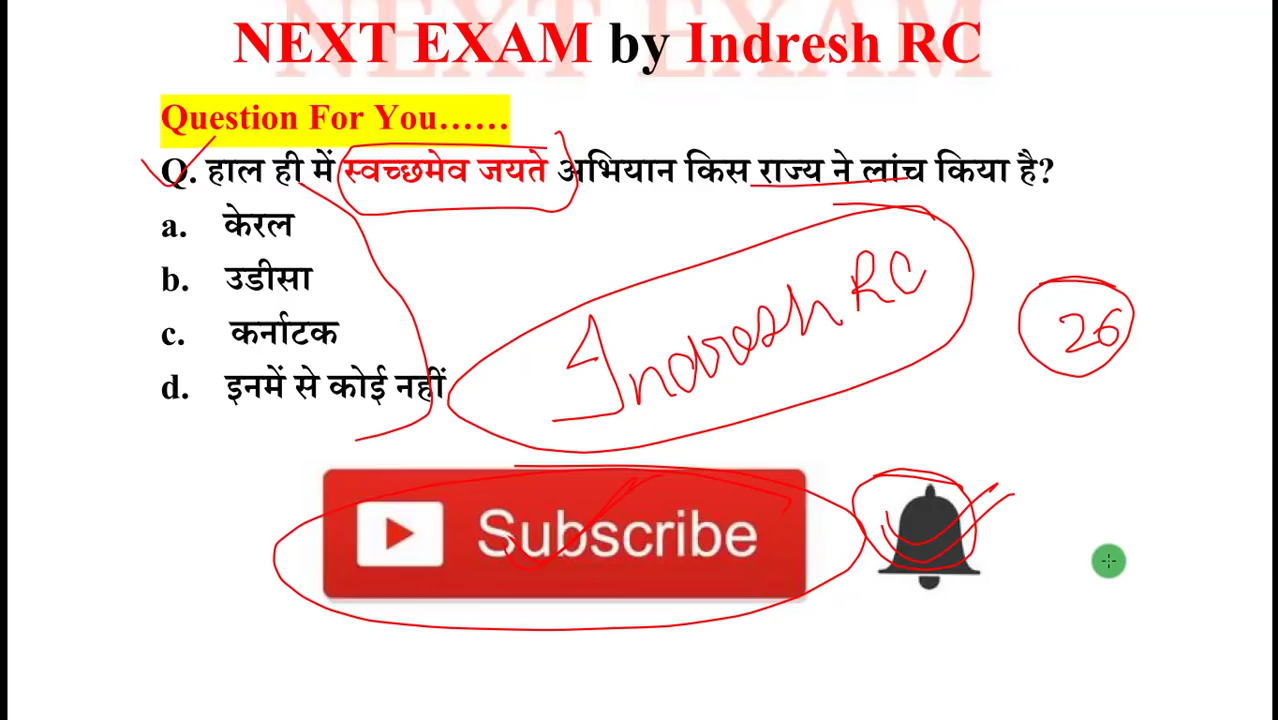 NEXT EXAM by Indresh RC
Question For You......
Q. हाल ही में स्वच्छमेव जयते अभियान किस राज्य ने लांच किया है?
a. केरल
b. उडीसा
c. कर्नाटक
d. इनमें से कोई नहीं
Indresh RC
26
Subscribe